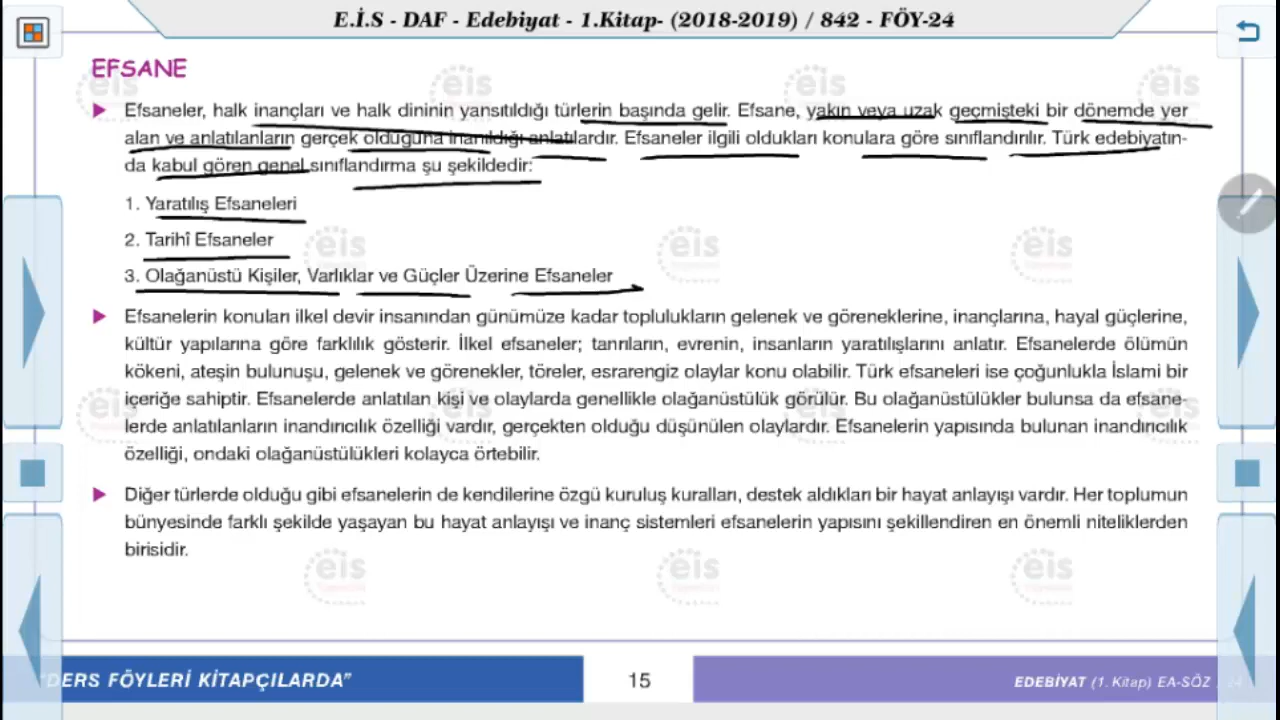 E.İ.S - DAF - Edebiyat - 1.Kitap- (2018-2019) / 842 - FÖY-24
EFSANE
Efsaneler, halk inançları ve halk dininin yansıtıldığı türlerin başında gelir. Efsane, yakın veya uzak geçmişteki bir dönemde yer
alan ve anlatılanların gerçek olduğuna inanıldığı anlatılardır. Efsaneler ilgili oldukları konulara göre sınıflandırılır. Türk edebiyatın-
da kabul gören genel sınıflandırma şu şekildedir:
1. Yaratılış Efsaneleri
2. Tarihî Efsaneler
3. Olağanüstü Kişiler, Varlıklar ve Güçler Üzerine Efsaneler
Efsanelerin konuları ilkel devir insanından günümüze kadar toplulukların gelenek ve göreneklerine, inançlarına, hayal güçlerine,
kültür yapılarına göre farklılık gösterir. İlkel efsaneler; tanrıların, evrenin, insanların yaratılışlarını anlatır. Efsanelerde ölümün
kökeni, ateşin bulunuşu, gelenek ve görenekler, töreler, esrarengiz olaylar konu olabilir. Türk efsaneleri ise çoğunlukla İslami bir
içeriğe sahiptir. Efsanelerde anlatılan kişi ve olaylarda genellikle olağanüstülük görülür. Bu olağanüstülükler bulunsa da efsane-
lerde anlatılanların inandırıcılık özelliği vardır, gerçekten olduğu düşünülen olaylardır. Efsanelerin yapısında bulunan inandırıcılık
özelliği, ondaki olağanüstülükleri kolayca örtebilir.
Diğer türlerde olduğu gibi efsanelerin de kendilerine özgü kuruluş kuralları, destek aldıkları bir hayat anlayışı vardır. Her toplumun
bünyesinde farklı şekilde yaşayan bu hayat anlayışı ve inanç sistemleri efsanelerin yapısını şekillendiren en önemli niteliklerden
birisidir.
"DERS FÖYLERİ KİTAPÇILARDA"
15
EDEBİYAT (1. Kitap) EA-SÖZ / 24